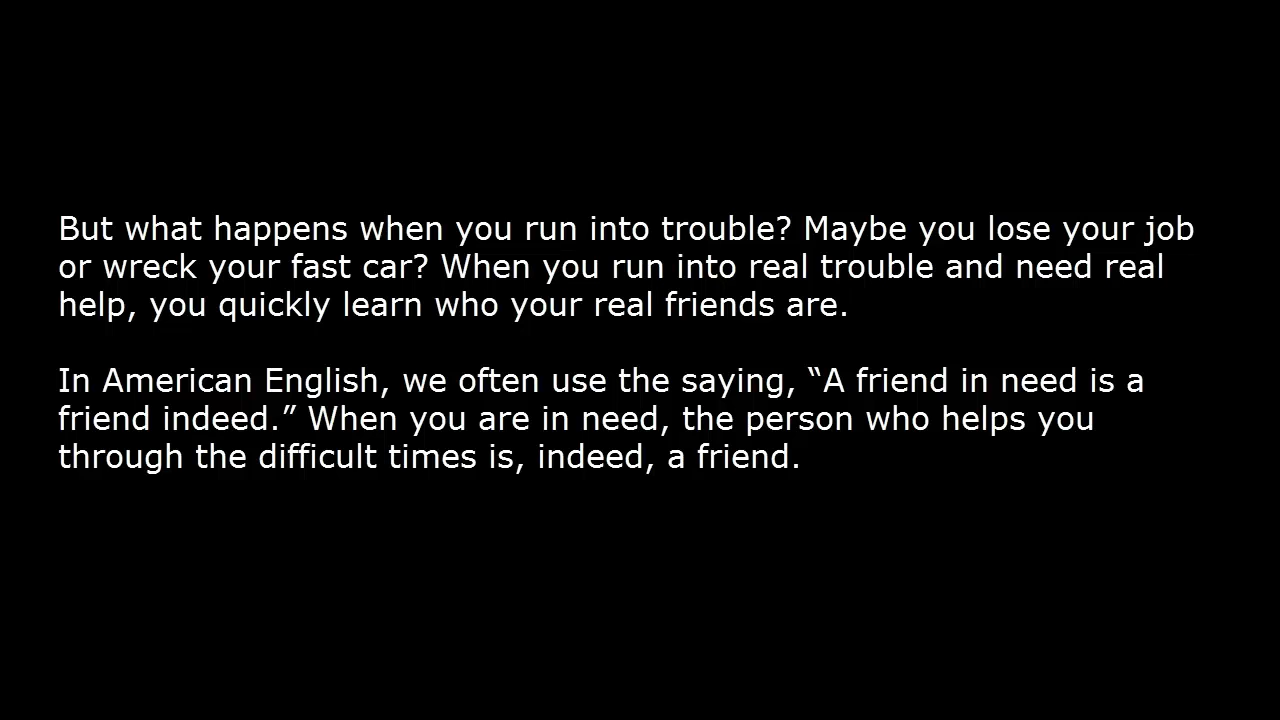 But what happens when you run into trouble? Maybe you lose your job
or wreck your fast car? When you run into real trouble and need real
help, you quickly learn who your real friends are.
In American English, we often use the saying, “A friend in need is a
friend indeed.” When you are in need, the person who helps you
through the difficult times is, indeed, a friend.